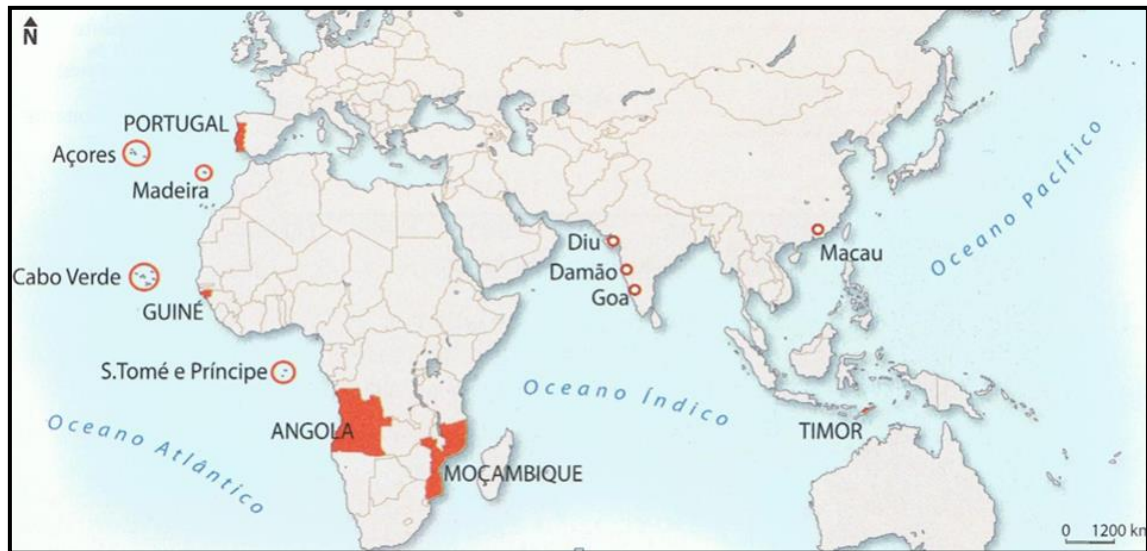 N
PORTUGAL
Açores
Madeira
Cabo Verde
GUINÉ
S.Tomé e Príncipe
ANGOLA
MOÇAMBIQUE
Diu
Damão
Goa
Macau
TIMOR
Oceano Atlântico
Oceano Índico
Oceano Pacífico
0 1200 km